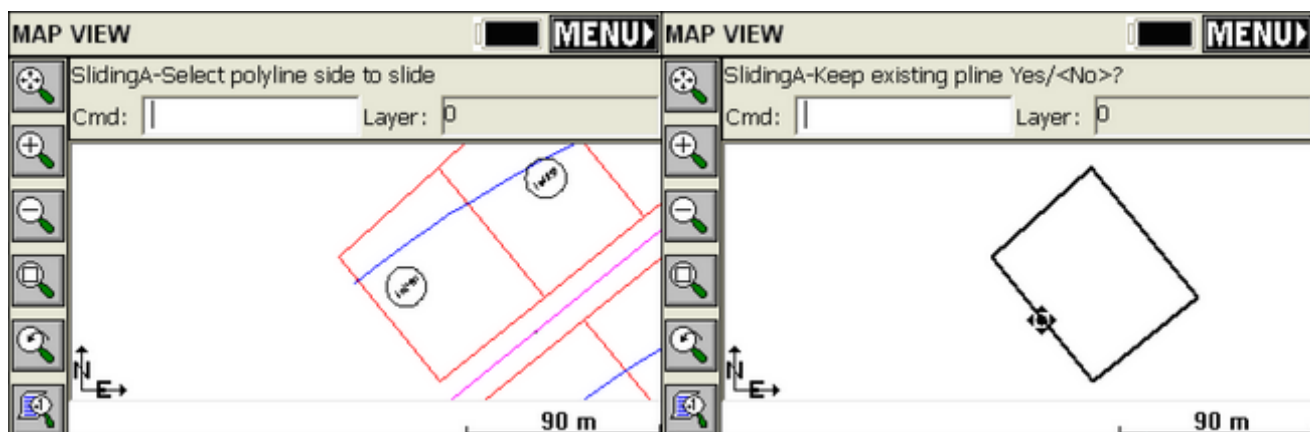 MAP VIEW MENU
SlidingA-Select polyline side to slide
Cmd: Layer: 0
N
E
90 m
MAP VIEW MENU
SlidingA-Keep existing pline Yes/<No>?
Cmd: Layer: 0
N
E
90 m